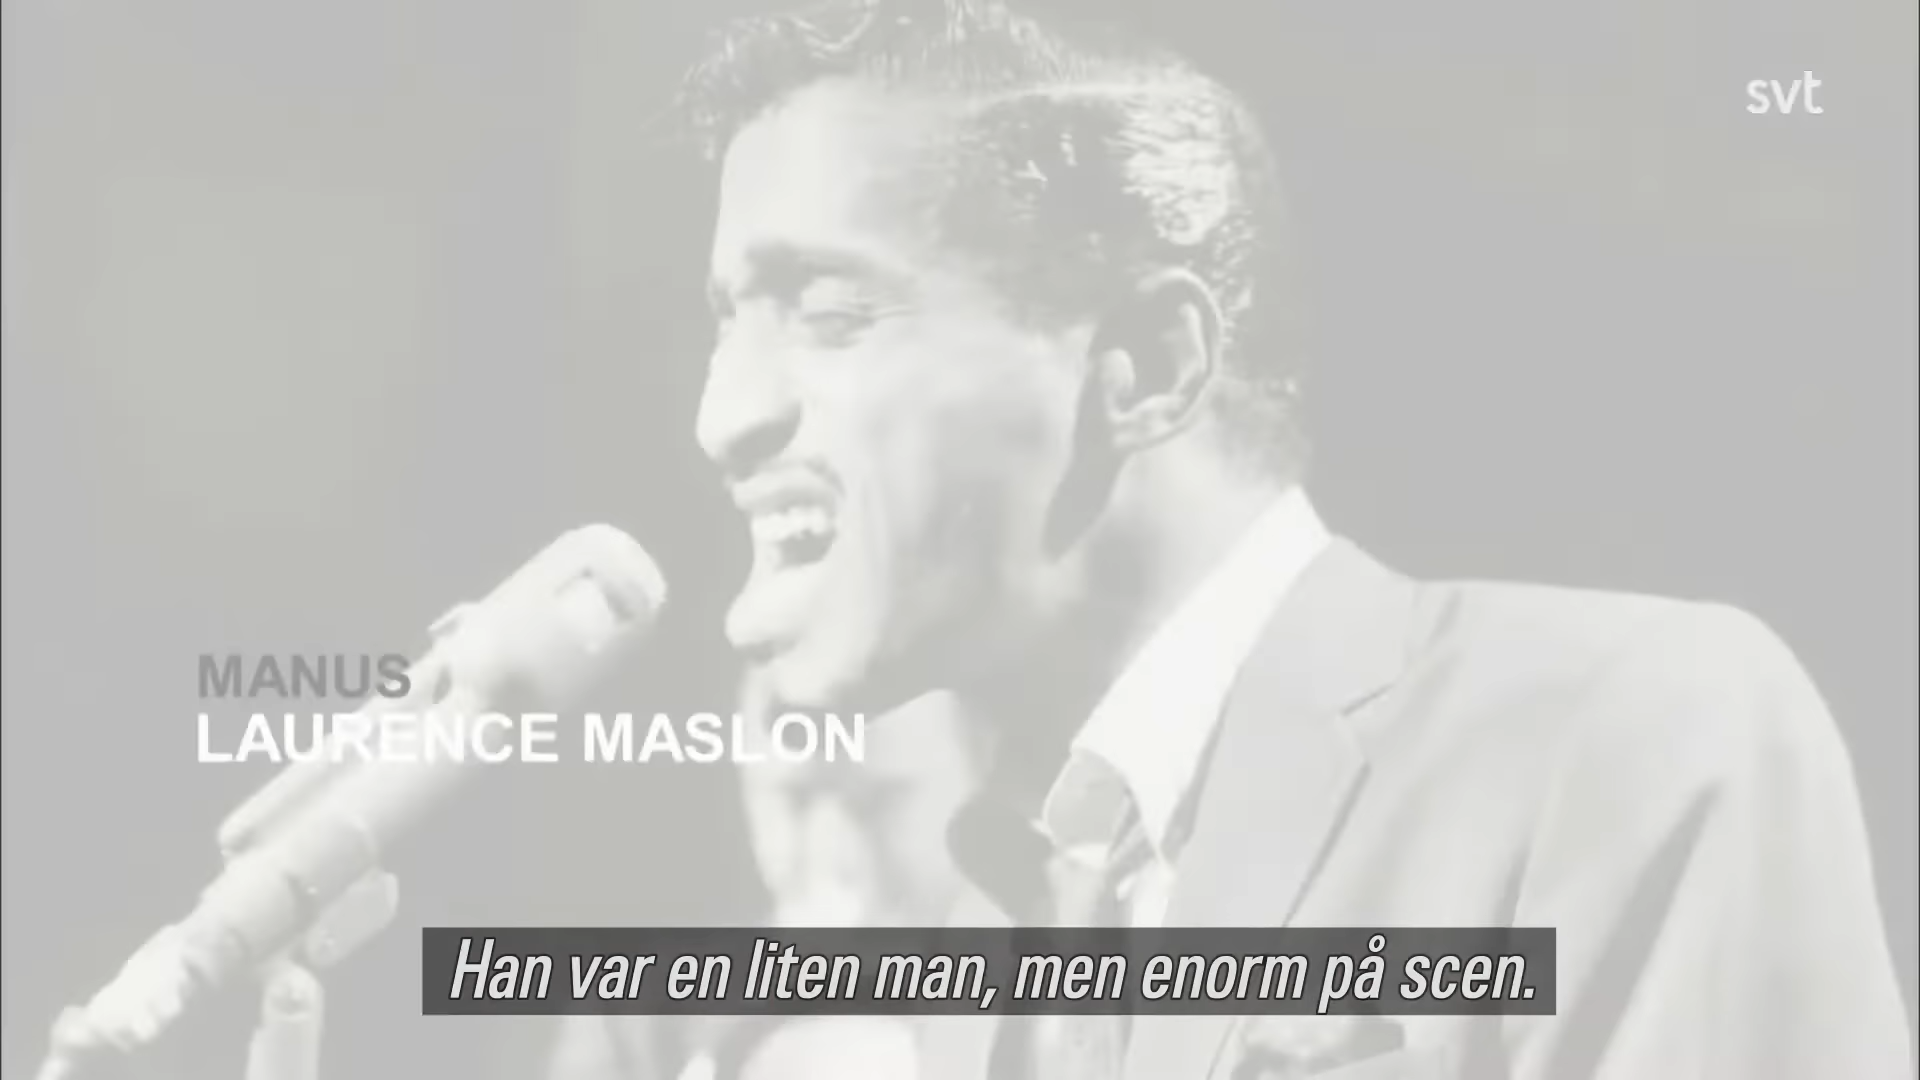 svt
MANUS
LAURENCE MASLON
Han var en liten man, men enorm på scen.